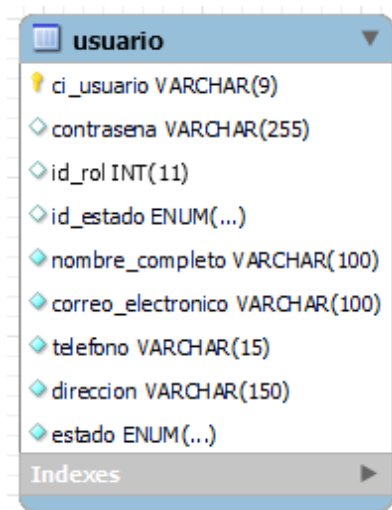 usuario
ci_usuario VARCHAR(9)
contrasena VARCHAR(255)
id_rol INT(11)
id_estado ENUM(...)
nombre_completo VARCHAR(100)
correo_electronico VARCHAR(100)
telefono VARCHAR(15)
direccion VARCHAR(150)
estado ENUM(...)
Indexes